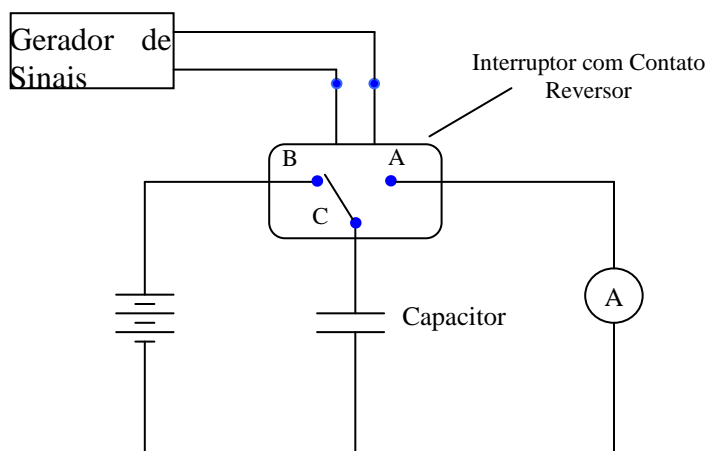 Gerador de
Sinais
Interruptor com Contato
Reversor
B
A
C
Capacitor
A